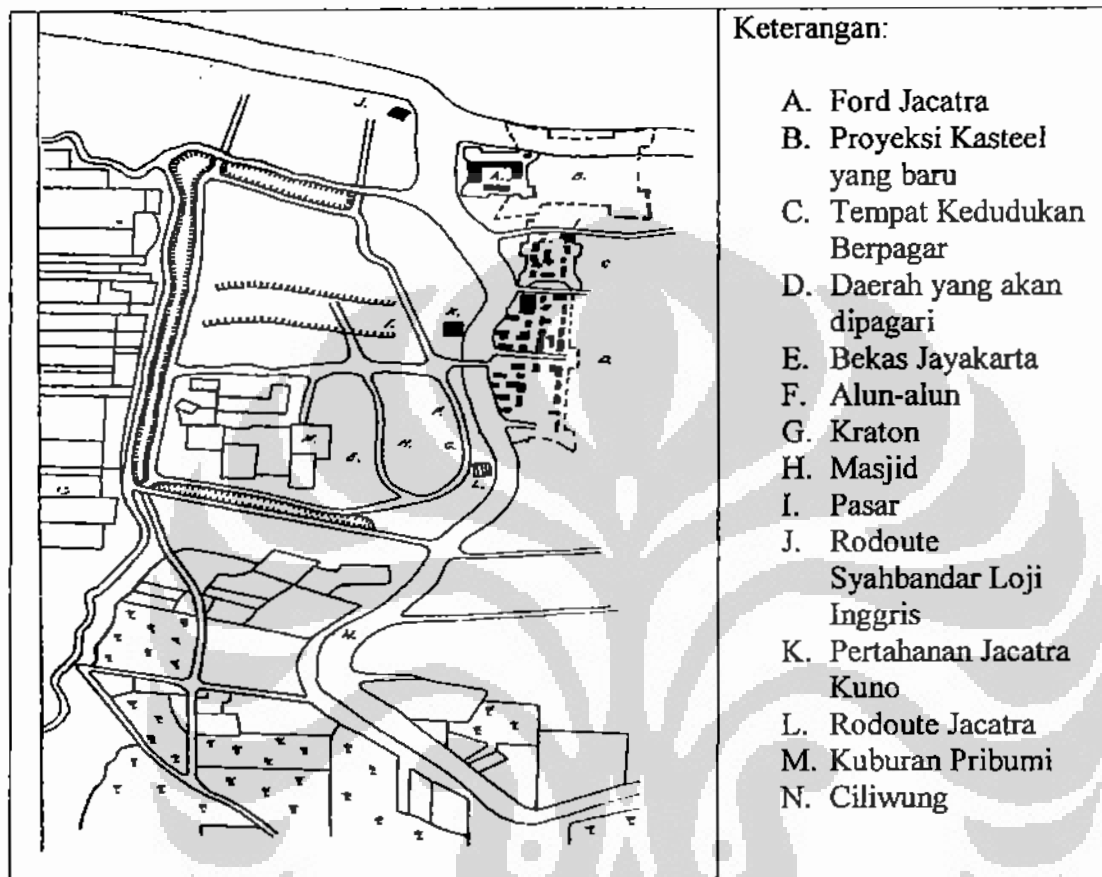 Keterangan:
A. Ford Jacatra
B. Proyeksi Kasteel
yang baru
C. Tempat Kedudukan
Berpagar
D. Daerah yang akan
dipagari
E. Bekas Jayakarta
F. Alun-alun
G. Kraton
H. Masjid
I. Pasar
J. Rodoute
Syahbandar Loji
Inggris
K. Pertahanan Jacatra
Kuno
L. Rodoute Jacatra
M. Kuburan Pribumi
N. Ciliwung
J.
A.
B.
C
K.
D.
H.
G.
L.